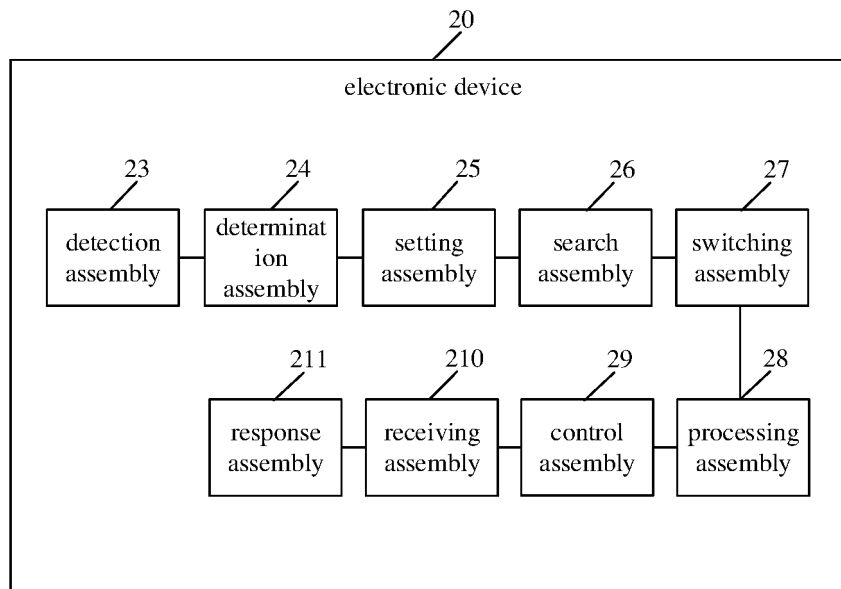 20
electronic device
23 24 25 26 27
detection
assembly
determinat
ion
assembly
setting
assembly
search
assembly
switching
assembly
211 210 29 28
response
assembly
receiving
assembly
control
assembly
processing
assembly